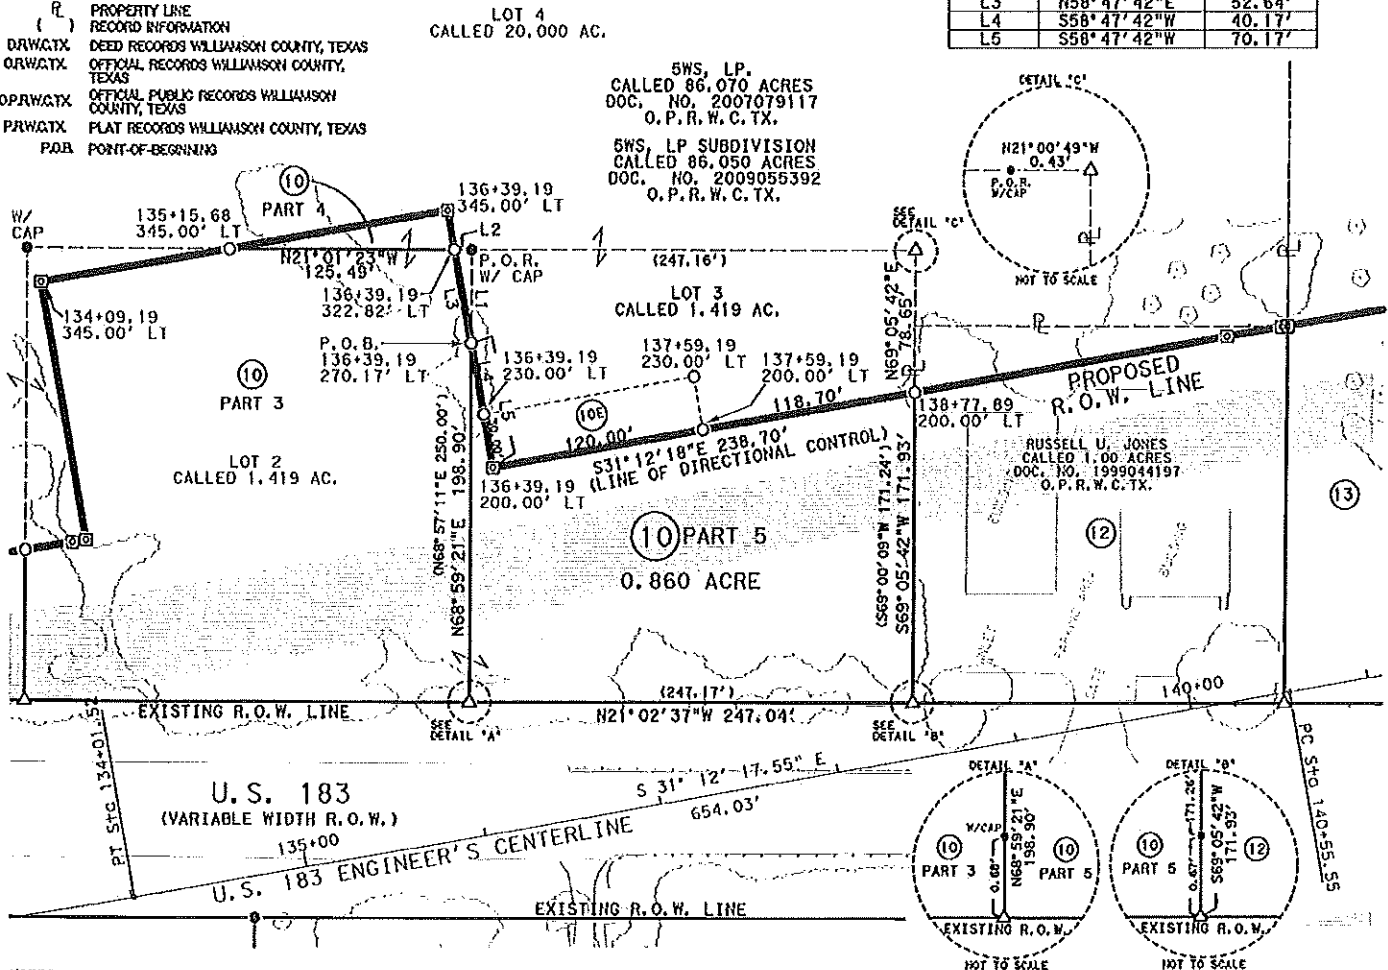 PL PROPERTY LINE
( ) RECORD INFORMATION
D.R.W.C.TX. DEED RECORDS WILLIAMSON COUNTY, TEXAS
O.R.W.C.TX. OFFICIAL RECORDS WILLIAMSON COUNTY,
TEXAS
O.P.R.W.C.TX. OFFICIAL PUBLIC RECORDS WILLIAMSON
COUNTY, TEXAS
P.R.W.C.TX. PLAT RECORDS WILLIAMSON COUNTY, TEXAS
P.O.B. POINT-OF-BEGINNING
LOT 4
CALLED 20.000 AC.
L3 N58°47'42"E 52.64'
L4 S58°47'42"W 40.17'
L5 S58°47'42"W 70.17'
5WS, LP.
CALLED 86.070 ACRES
DOC. NO. 2007079117
O.P.R.W.C.TX.
5WS, LP SUBDIVISION
CALLED 86.050 ACRES
DOC. NO. 2009055392
O.P.R.W.C.TX.
DETAIL "C"
N21°00'49"W
0.43'
P.O.R.
W/CAP
NOT TO SCALE
W/
CAP
135+15.68
345.00' LT
10
PART 4
136+39.19
345.00' LT
L2
SEE
DETAIL "C"
N21°01'23"W
125.49'
P.O.R.
W/ CAP
(247.16')
N69°05'42"E
78.65'
134+09.19
345.00' LT
136+39.19
322.82' LT
L3
L1
LOT 3
CALLED 1.419 AC.
PL
PL
PL
P.O.B.
136+39.19
270.17' LT
L4
136+39.19
230.00' LT
137+59.19
230.00' LT
137+59.19
200.00' LT
10
PART 3
L5
10E
118.70'
PROPOSED
R.O.W. LINE
138+77.89
200.00' LT
120.00'
S31°12'18"E 238.70'
(LINE OF DIRECTIONAL CONTROL)
LOT 2
CALLED 1.419 AC.
136+39.19
200.00' LT
RUSSELL U. JONES
CALLED 1.00 ACRES
DOC. NO. 1999044197
O.P.R.W.C.TX.
(N68°57'11"E 250.00')
N68°59'21"E 198.90'
10 PART 5
0.860 ACRE
(S69°00'09"W 171.24')
S69°05'42"W 171.93'
12
13
BUILDING
EXISTING R.O.W. LINE
(247.17')
N21°02'37"W 247.04'
140+00
SEE
DETAIL "A"
SEE
DETAIL "B"
PT Sta 134+01.52
PC Sta 140+55.55
U.S. 183
(VARIABLE WIDTH R.O.W.)
S 31° 12' 17.55" E
654.03'
135+00
U.S. 183 ENGINEER'S CENTERLINE
EXISTING R.O.W. LINE
DETAIL "A"
W/CAP
10
PART 3
0.68'
N68°59'21"E
198.90'
10
PART 5
EXISTING R.O.W.
NOT TO SCALE
DETAIL "B"
10
PART 5
0.67'
171.26'
S69°05'42"W
171.93'
12
EXISTING R.O.W.
NOT TO SCALE